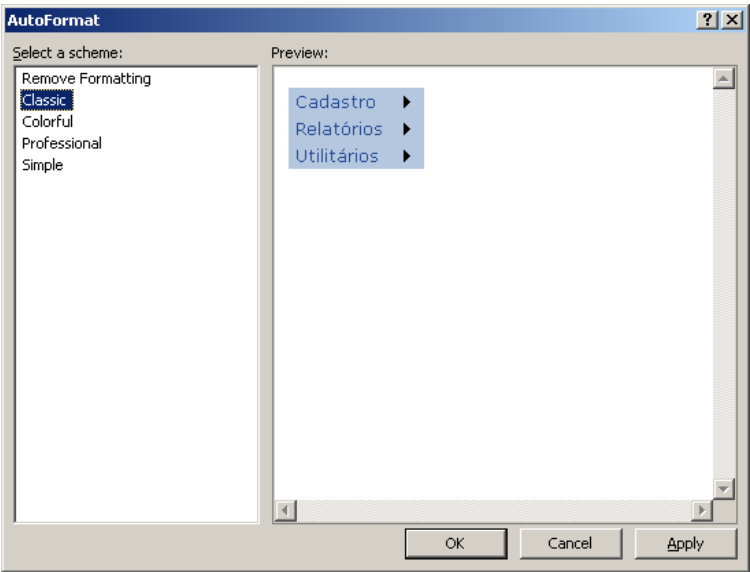 AutoFormat
Select a scheme:
Remove Formatting
Classic
Colorful
Professional
Simple
Preview:
Cadastro
Relatórios
Utilitários
OK
Cancel
Apply